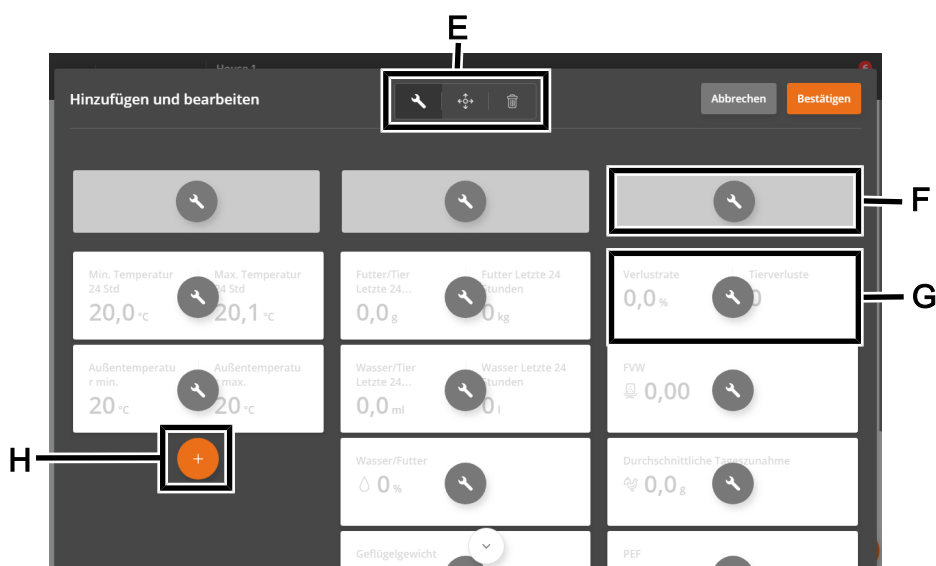 E
House 1
6
Hinzufügen und bearbeiten
Abbrechen
Bestätigen
F
Min. Temperatur
24 Std
20,0 °C
Max. Temperatur
24 Std
20,1 °C
Futter/Tier
Letzte 24...
0,0 g
Futter Letzte 24
Stunden
0 kg
Verlustrate
0,0 %
Tierverluste
0
G
Außentemperatu
r min.
20 °C
Außentemperatu
r max.
20 °C
Wasser/Tier
Letzte 24...
0,0 ml
Wasser Letzte 24
Stunden
0 l
FVW
0,00
H
+
Wasser/Futter
0 %
Durchschnittliche Tageszunahme
0,0 g
Geflügelgewicht
PEF